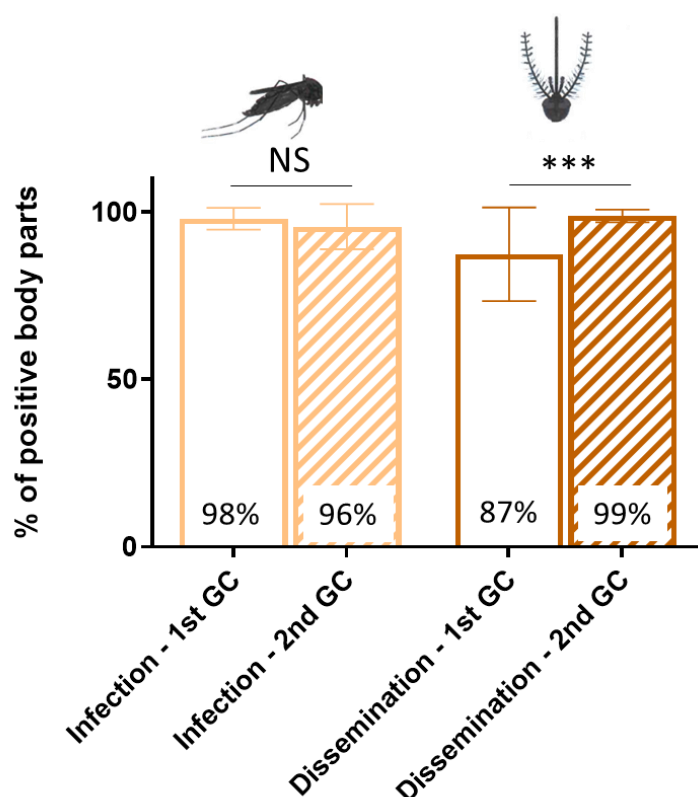 NS
***
% of positive body parts
100
50
0
98%
96%
87%
99%
Infection - 1st GC
Infection - 2nd GC
Dissemination - 1st GC
Dissemination - 2nd GC